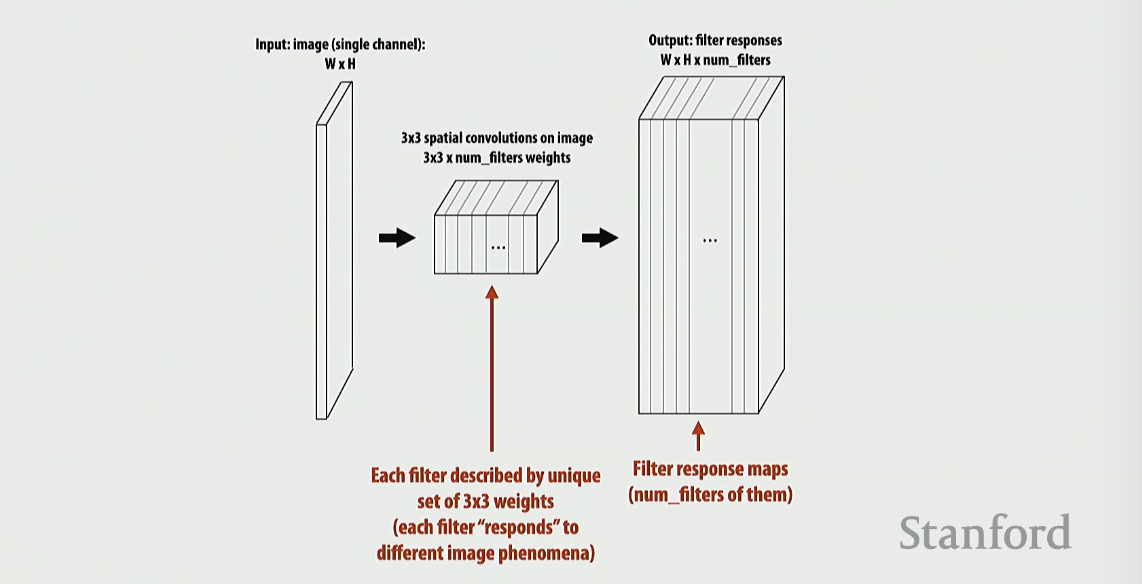 Input: image (single channel):
W x H
3x3 spatial convolutions on image
3x3 x num_filters weights
Output: filter responses
W x H x num_filters
...
...
Each filter described by unique
set of 3x3 weights
(each filter “responds” to
different image phenomena)
Filter response maps
(num_filters of them)
Stanford